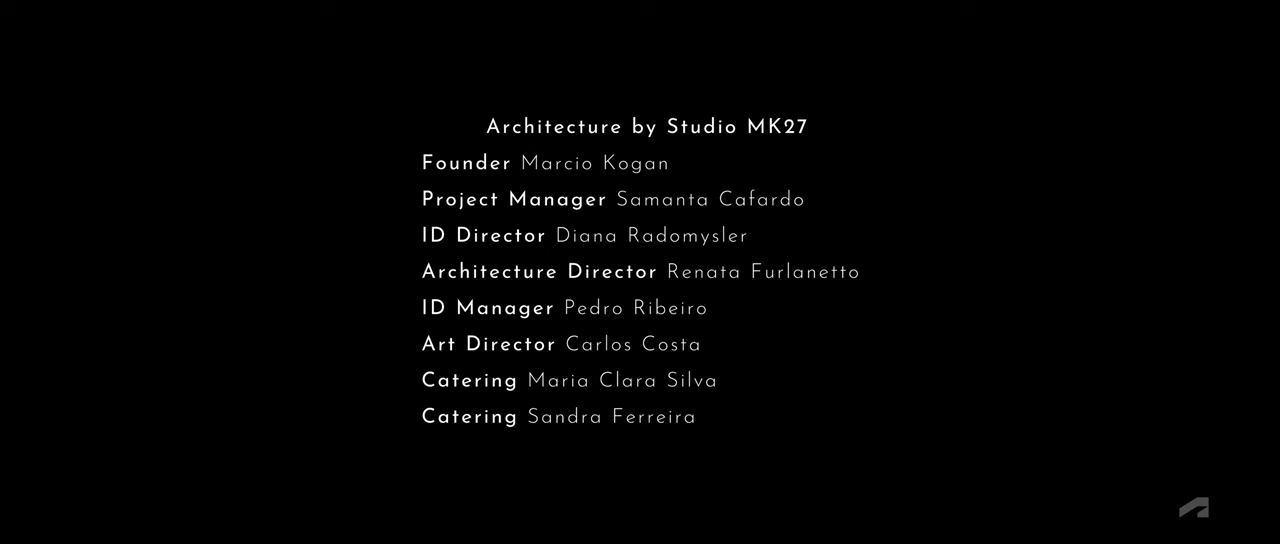 Architecture by Studio MK27
Founder Marcio Kogan
Project Manager Samanta Cafardo
ID Director Diana Radomysler
Architecture Director Renata Furlanetto
ID Manager Pedro Ribeiro
Art Director Carlos Costa
Catering Maria Clara Silva
Catering Sandra Ferreira